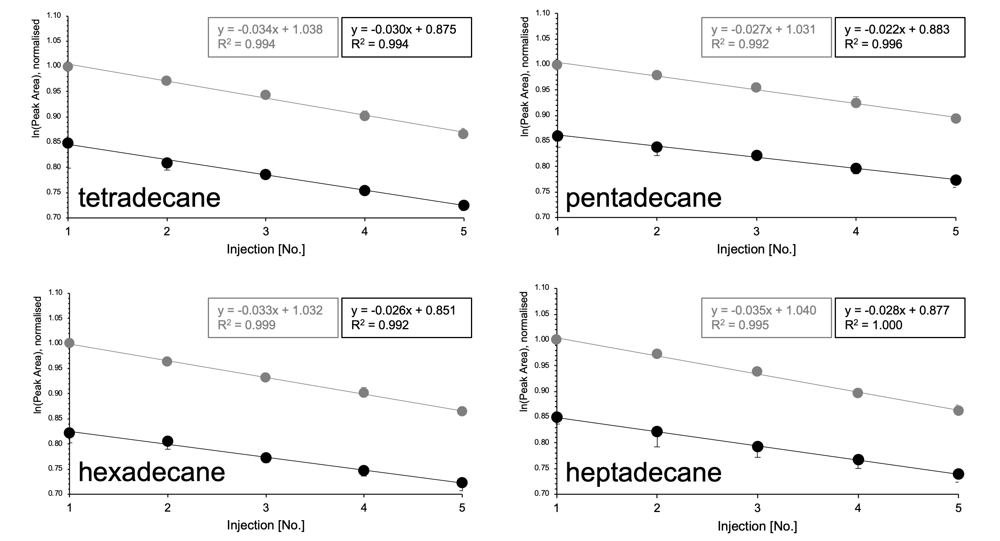 ln(Peak Area), normalised
1.10
1.05
1.00
0.95
0.90
0.85
0.80
0.75
0.70
y = -0.034x + 1.038
R² = 0.994
y = -0.030x + 0.875
R² = 0.994
tetradecane
1 2 3 4 5
Injection [No.]
ln(Peak Area), normalised
1.10
1.05
1.00
0.95
0.90
0.85
0.80
0.75
0.70
y = -0.027x + 1.031
R² = 0.992
y = -0.022x + 0.883
R² = 0.996
pentadecane
1 2 3 4 5
Injection [No.]
ln(Peak Area), normalised
1.10
1.05
1.00
0.95
0.90
0.85
0.80
0.75
0.70
y = -0.033x + 1.032
R² = 0.999
y = -0.026x + 0.851
R² = 0.992
hexadecane
1 2 3 4 5
Injection [No.]
ln(Peak Area), normalised
1.10
1.05
1.00
0.95
0.90
0.85
0.80
0.75
0.70
y = -0.035x + 1.040
R² = 0.995
y = -0.028x + 0.877
R² = 1.000
heptadecane
1 2 3 4 5
Injection [No.]